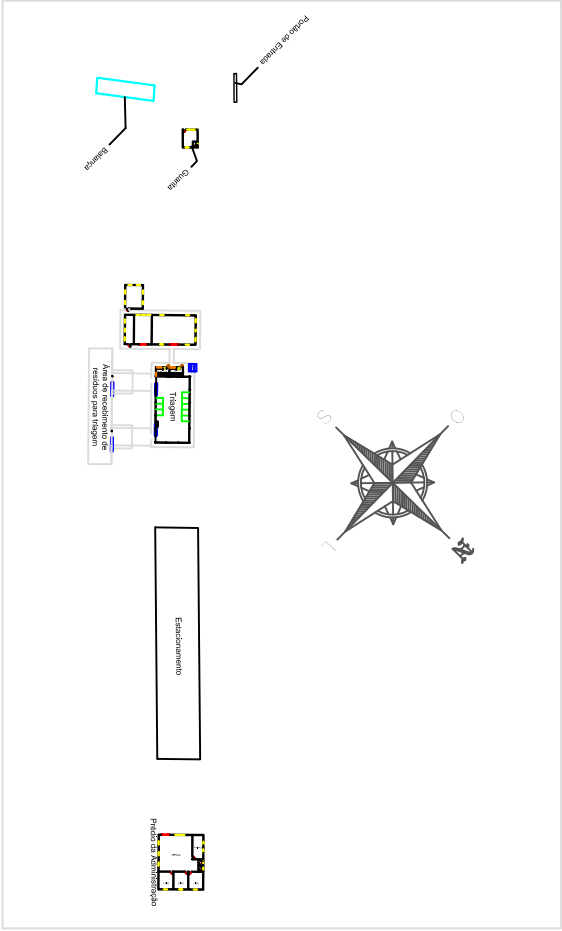 Portão de Entrada
Balança
Guarita
Área de recebimento de
resíduos para triagem
Triagem
S
O
L
N
Estacionamento
Prédio da Administração